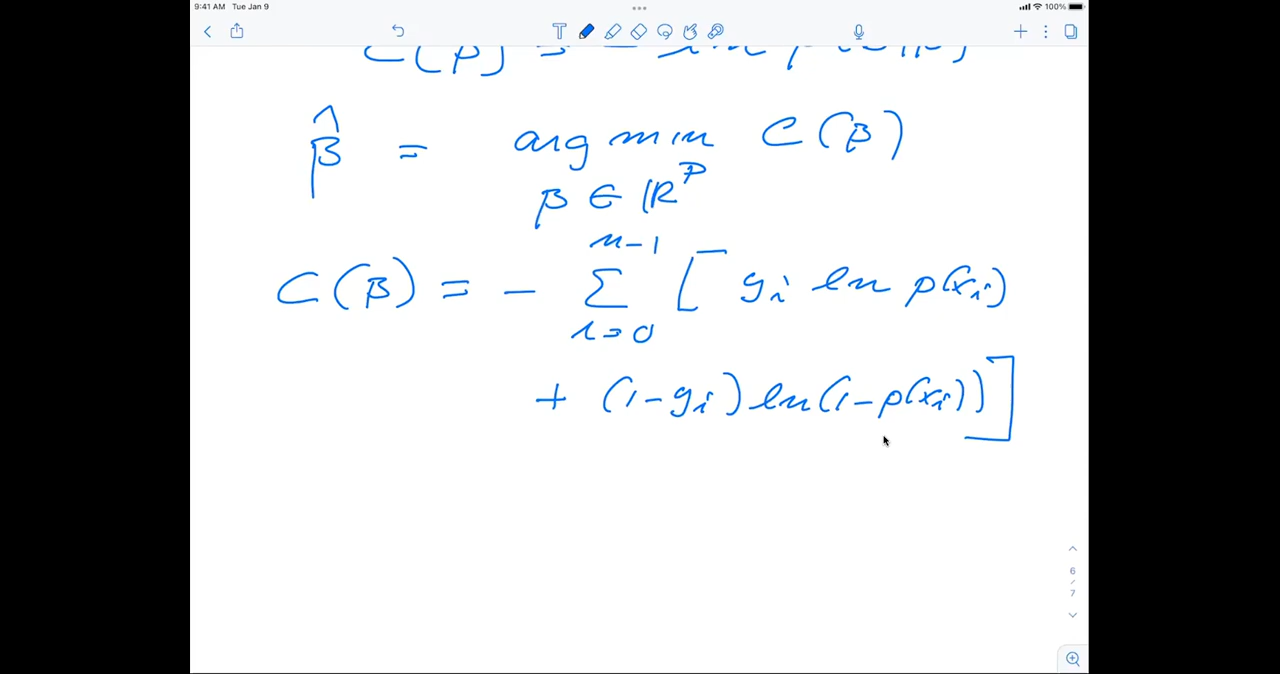 9:41 AM Tue Jan 9
100%
T
β̂ = arg min C(β)
β ∈ ℝ^p
C(β) = - ∑_{i=0}^{n-1} [ y_i ln p(x_i)
+ (1-y_i) ln(1-p(x_i)) ]
6
/
7